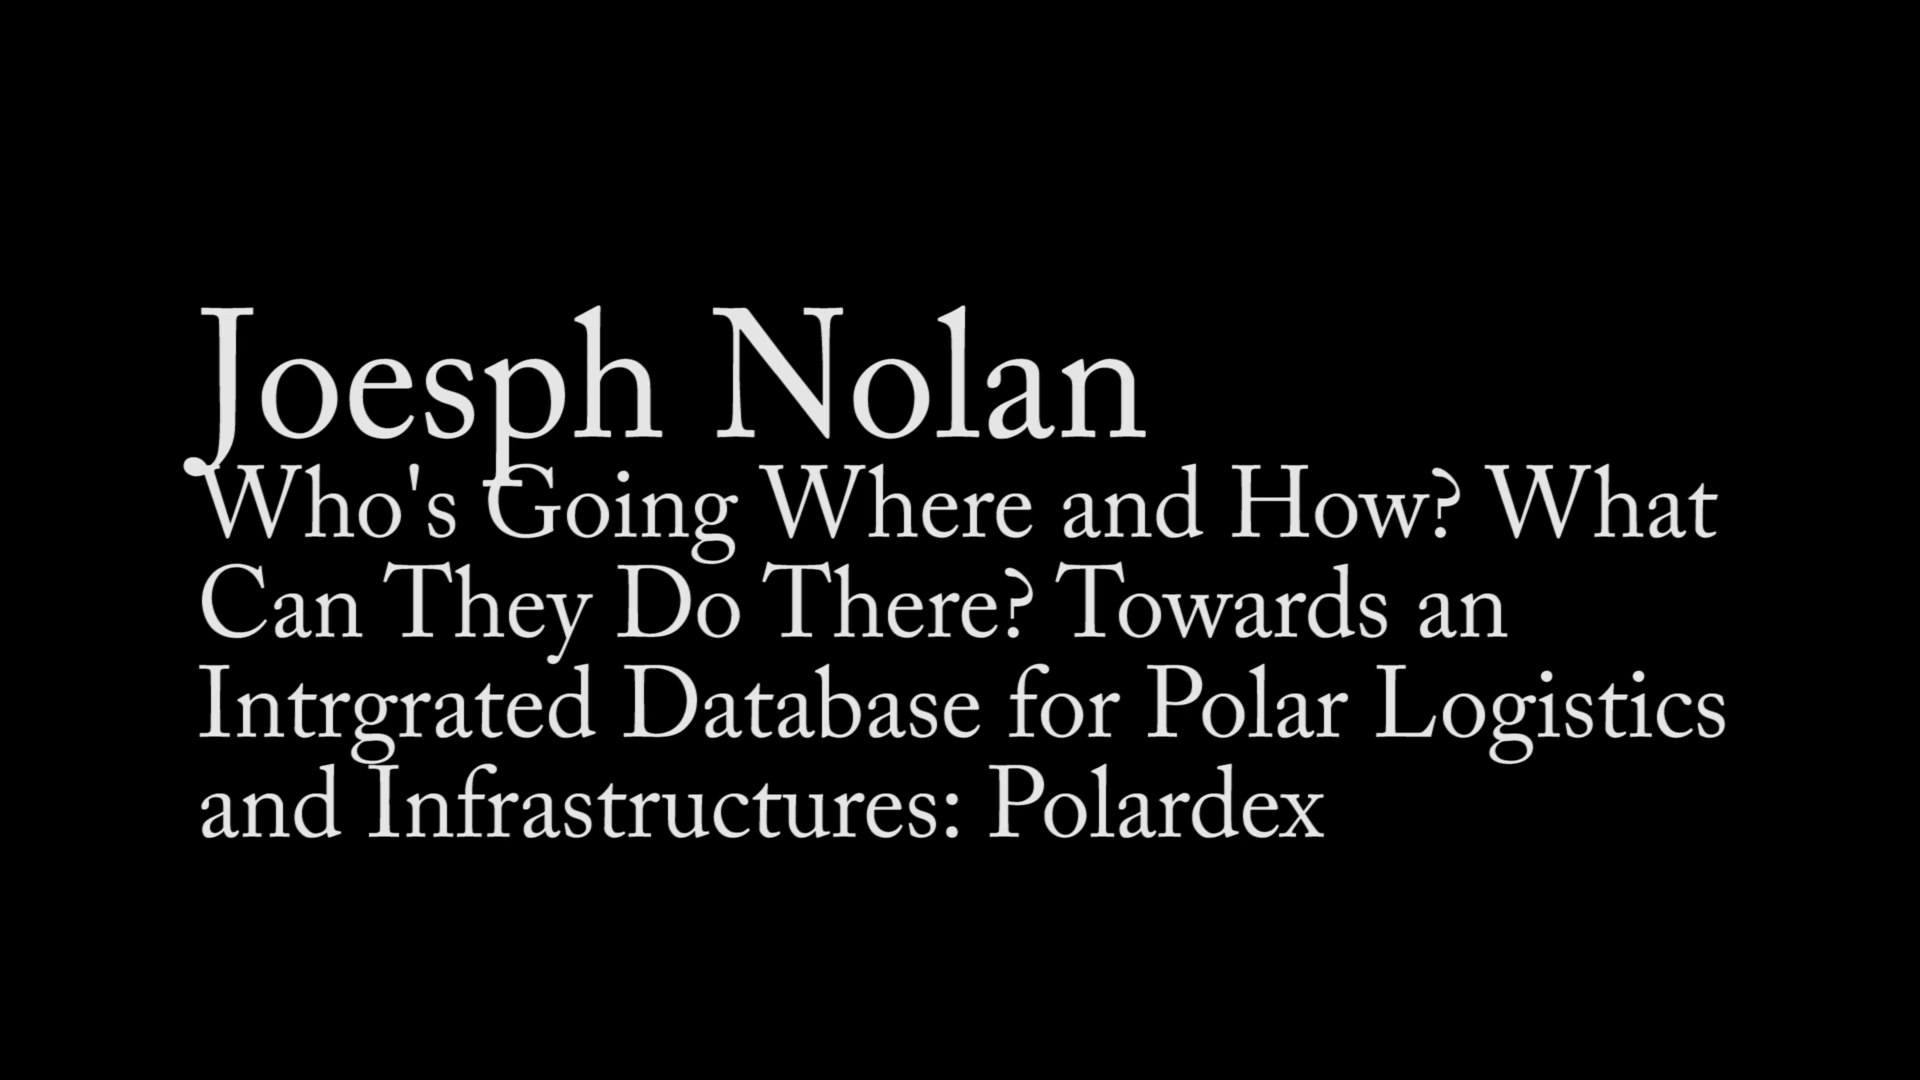 Joesph Nolan
Who's Going Where and How? What
Can They Do There? Towards an
Intrgrated Database for Polar Logistics
and Infrastructures: Polardex